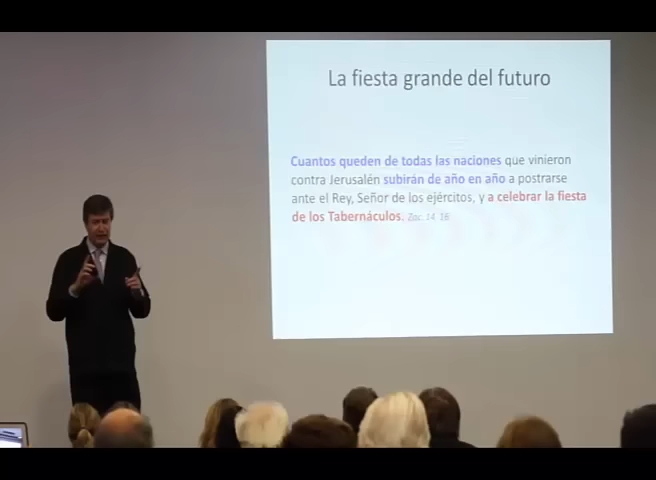 La fiesta grande del futuro
Cuantos queden de todas las naciones que vinieron
contra Jerusalén subirán de año en año a postrarse
ante el Rey, Señor de los ejércitos, y a celebrar la fiesta
de los Tabernáculos. Zac. 14 16